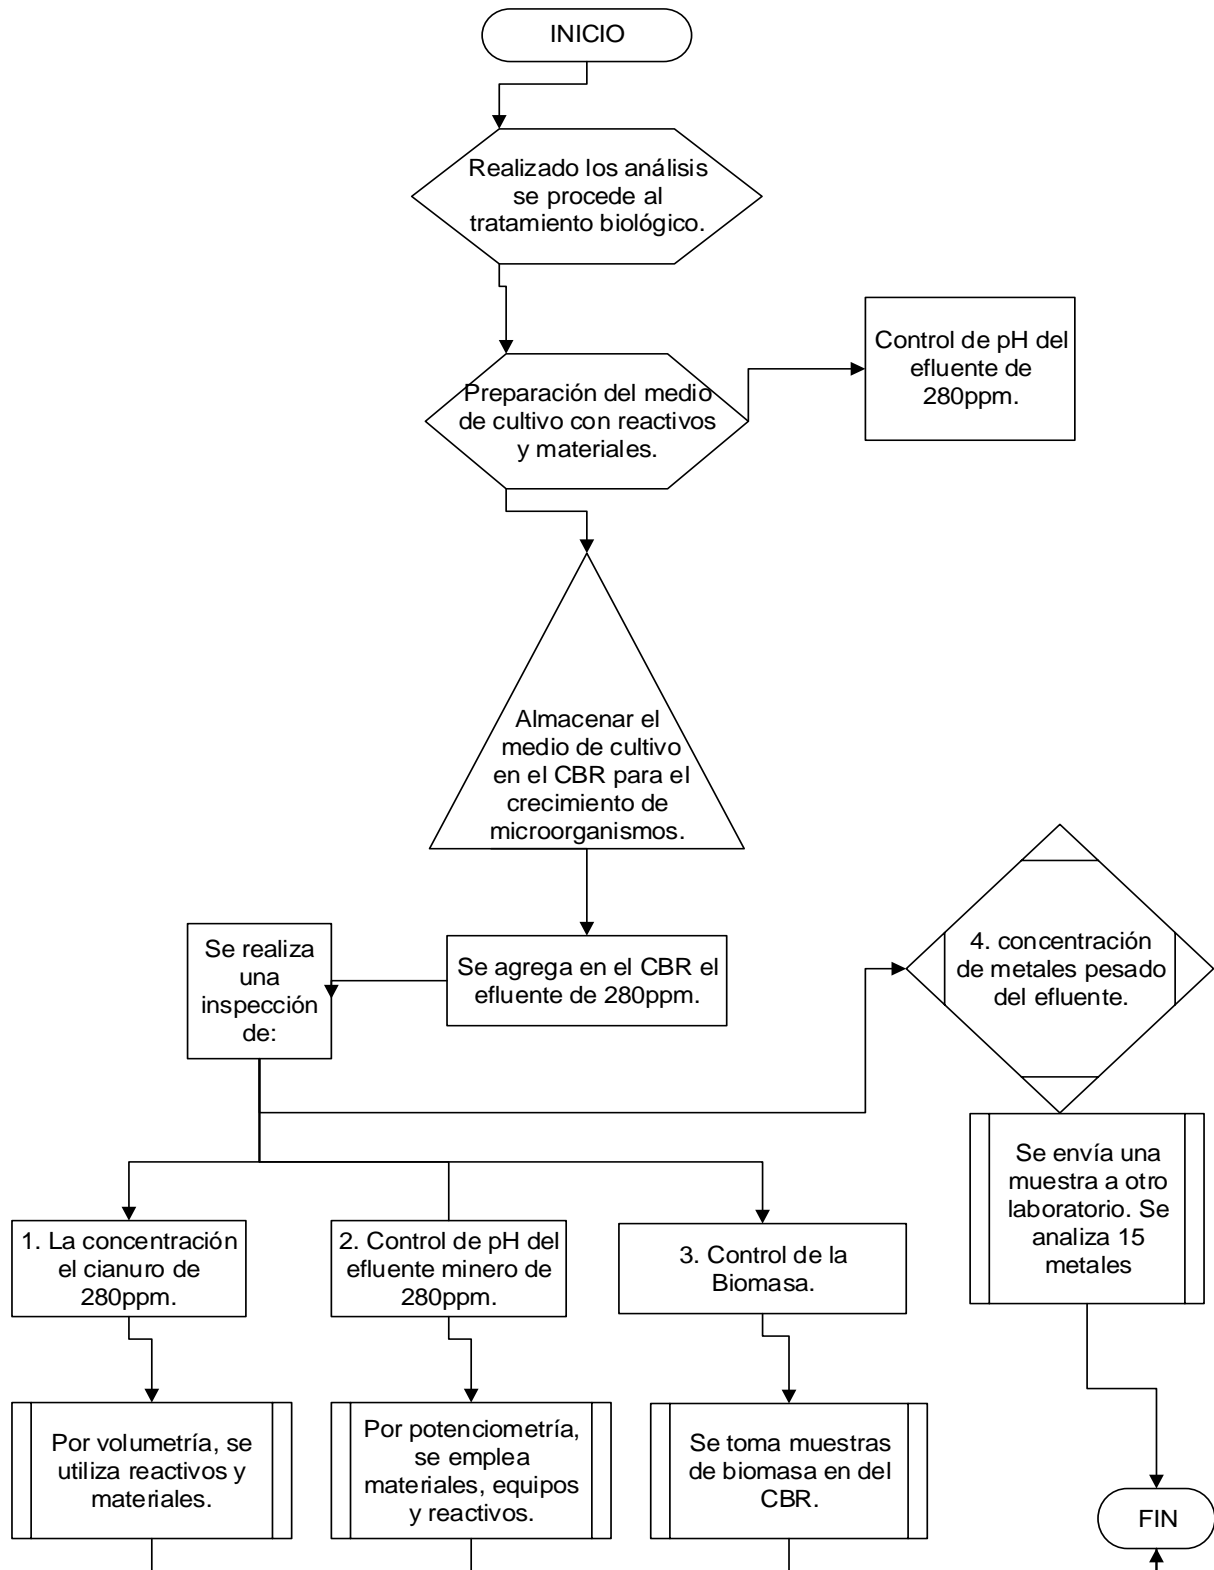 INICIO
Realizado los análisis
se procede al
tratamiento biológico.
Control de pH del
efluente de
280ppm.
Preparación del medio
de cultivo con reactivos
y materiales.
Almacenar el
medio de cultivo
en el CBR para el
crecimiento de
microorganismos.
Se realiza
una
inspección
de:
Se agrega en el CBR el
efluente de 280ppm.
4. concentración
de metales pesado
del efluente.
Se envía una
muestra a otro
laboratorio. Se
analiza 15
metales
1. La concentración
el cianuro de
280ppm.
2. Control de pH del
efluente minero de
280ppm.
3. Control de la
Biomasa.
Por volumetría, se
utiliza reactivos y
materiales.
Por potenciometría,
se emplea
materiales, equipos
y reactivos.
Se toma muestras
de biomasa en del
CBR.
FIN